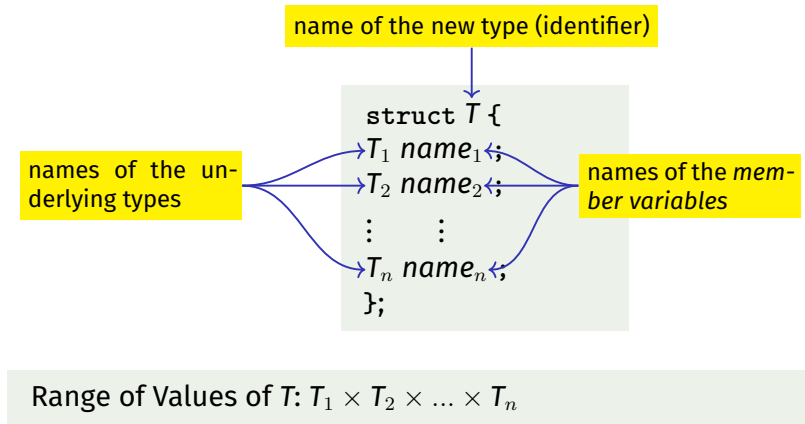 name of the new type (identifier)
struct T {
T₁ name₁;
names of the un-
derlying types
T₂ name₂;
names of the mem-
ber variables
⋮ ⋮
Tₙ nameₙ;
};
Range of Values of T: T₁ × T₂ × ... × Tₙ